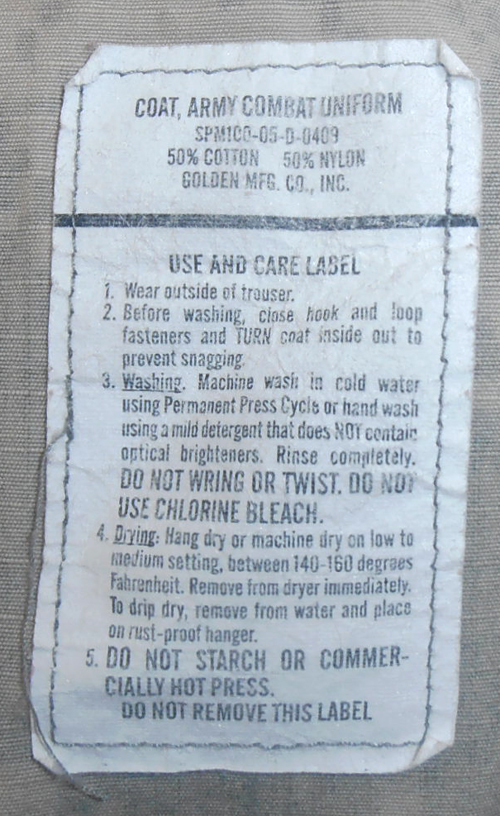 COAT, ARMY COMBAT UNIFORM
SPM1C0-05-D-0409
50% COTTON 50% NYLON
GOLDEN MFG. CO., INC.
USE AND CARE LABEL
1. Wear outside of trouser.
2. Before washing, close hook and loop
fasteners and TURN coat inside out to
prevent snagging.
3. Washing. Machine wash in cold water
using Permanent Press Cycle or hand wash
using a mild detergent that does NOT contain
optical brighteners. Rinse completely.
DO NOT WRING OR TWIST. DO NOT
USE CHLORINE BLEACH.
4. Drying. Hang dry or machine dry on low to
medium setting, between 140-160 degrees
Fahrenheit. Remove from dryer immediately.
To drip dry, remove from water and place
on rust-proof hanger.
5. DO NOT STARCH OR COMMER-
CIALLY HOT PRESS.
DO NOT REMOVE THIS LABEL